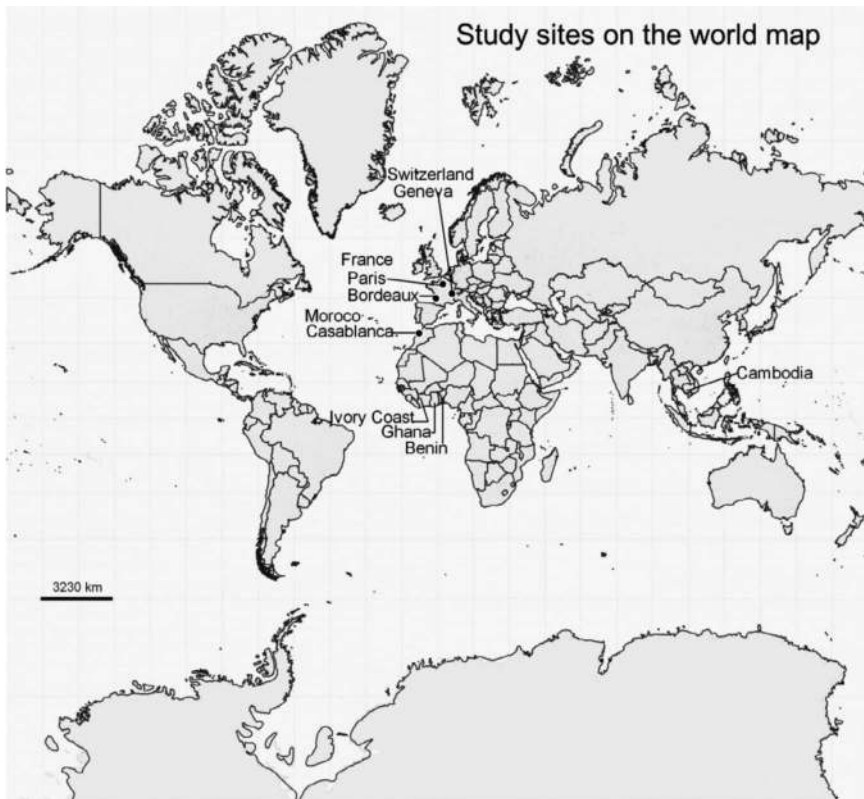 Study sites on the world map
Switzerland
Geneva
France
Paris
Bordeaux
Moroco
Casablanca
Cambodia
Ivory Coast
Ghana
Benin
3230 km